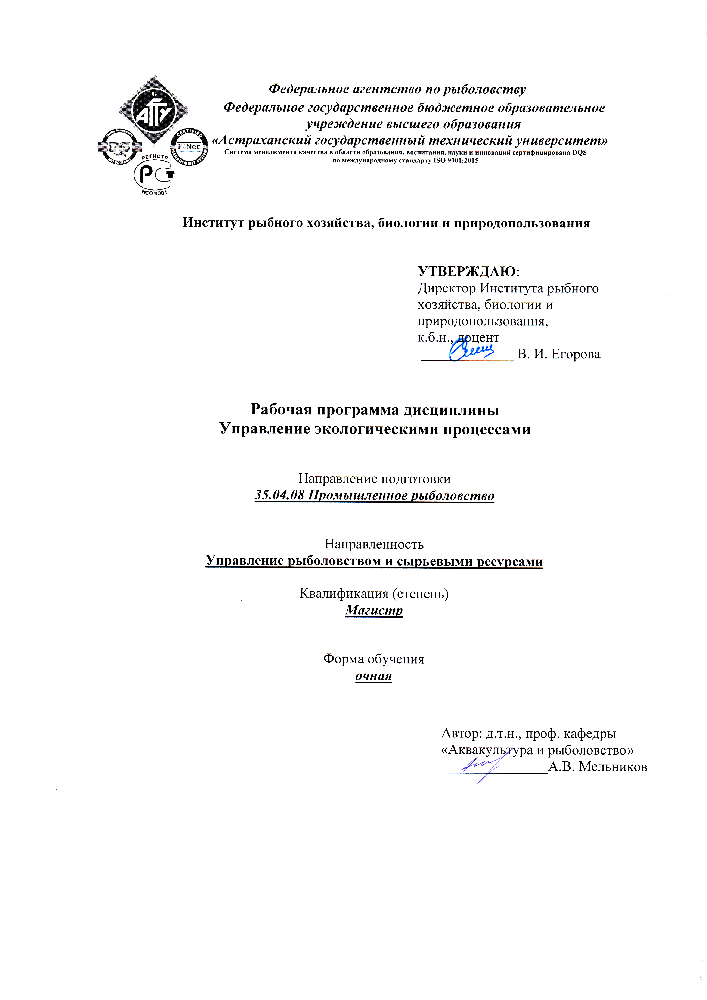 Федеральное агентство по рыболовству
Федеральное государственное бюджетное образовательное
учреждение высшего образования
«Астраханский государственный технический университет»
Система менеджмента качества в области образования, воспитания, науки и инноваций сертифицирована DQS
по международному стандарту ISO 9001:2015
АГТУ
Quality Management
DQS
ISO 9001:2015
CERTIFIED
IQNet
MANAGEMENT SYSTEM
РЕГИСТР
РСТ
ИСО 9001
Институт рыбного хозяйства, биологии и природопользования
УТВЕРЖДАЮ:
Директор Института рыбного
хозяйства, биологии и
природопользования,
к.б.н., доцент
_____________ В. И. Егорова
Рабочая программа дисциплины
Управление экологическими процессами
Направление подготовки
35.04.08 Промышленное рыболовство
Направленность
Управление рыболовством и сырьевыми ресурсами
Квалификация (степень)
Магистр
Форма обучения
очная
Автор: д.т.н., проф. кафедры
«Аквакультура и рыболовство»
_______________А.В. Мельников